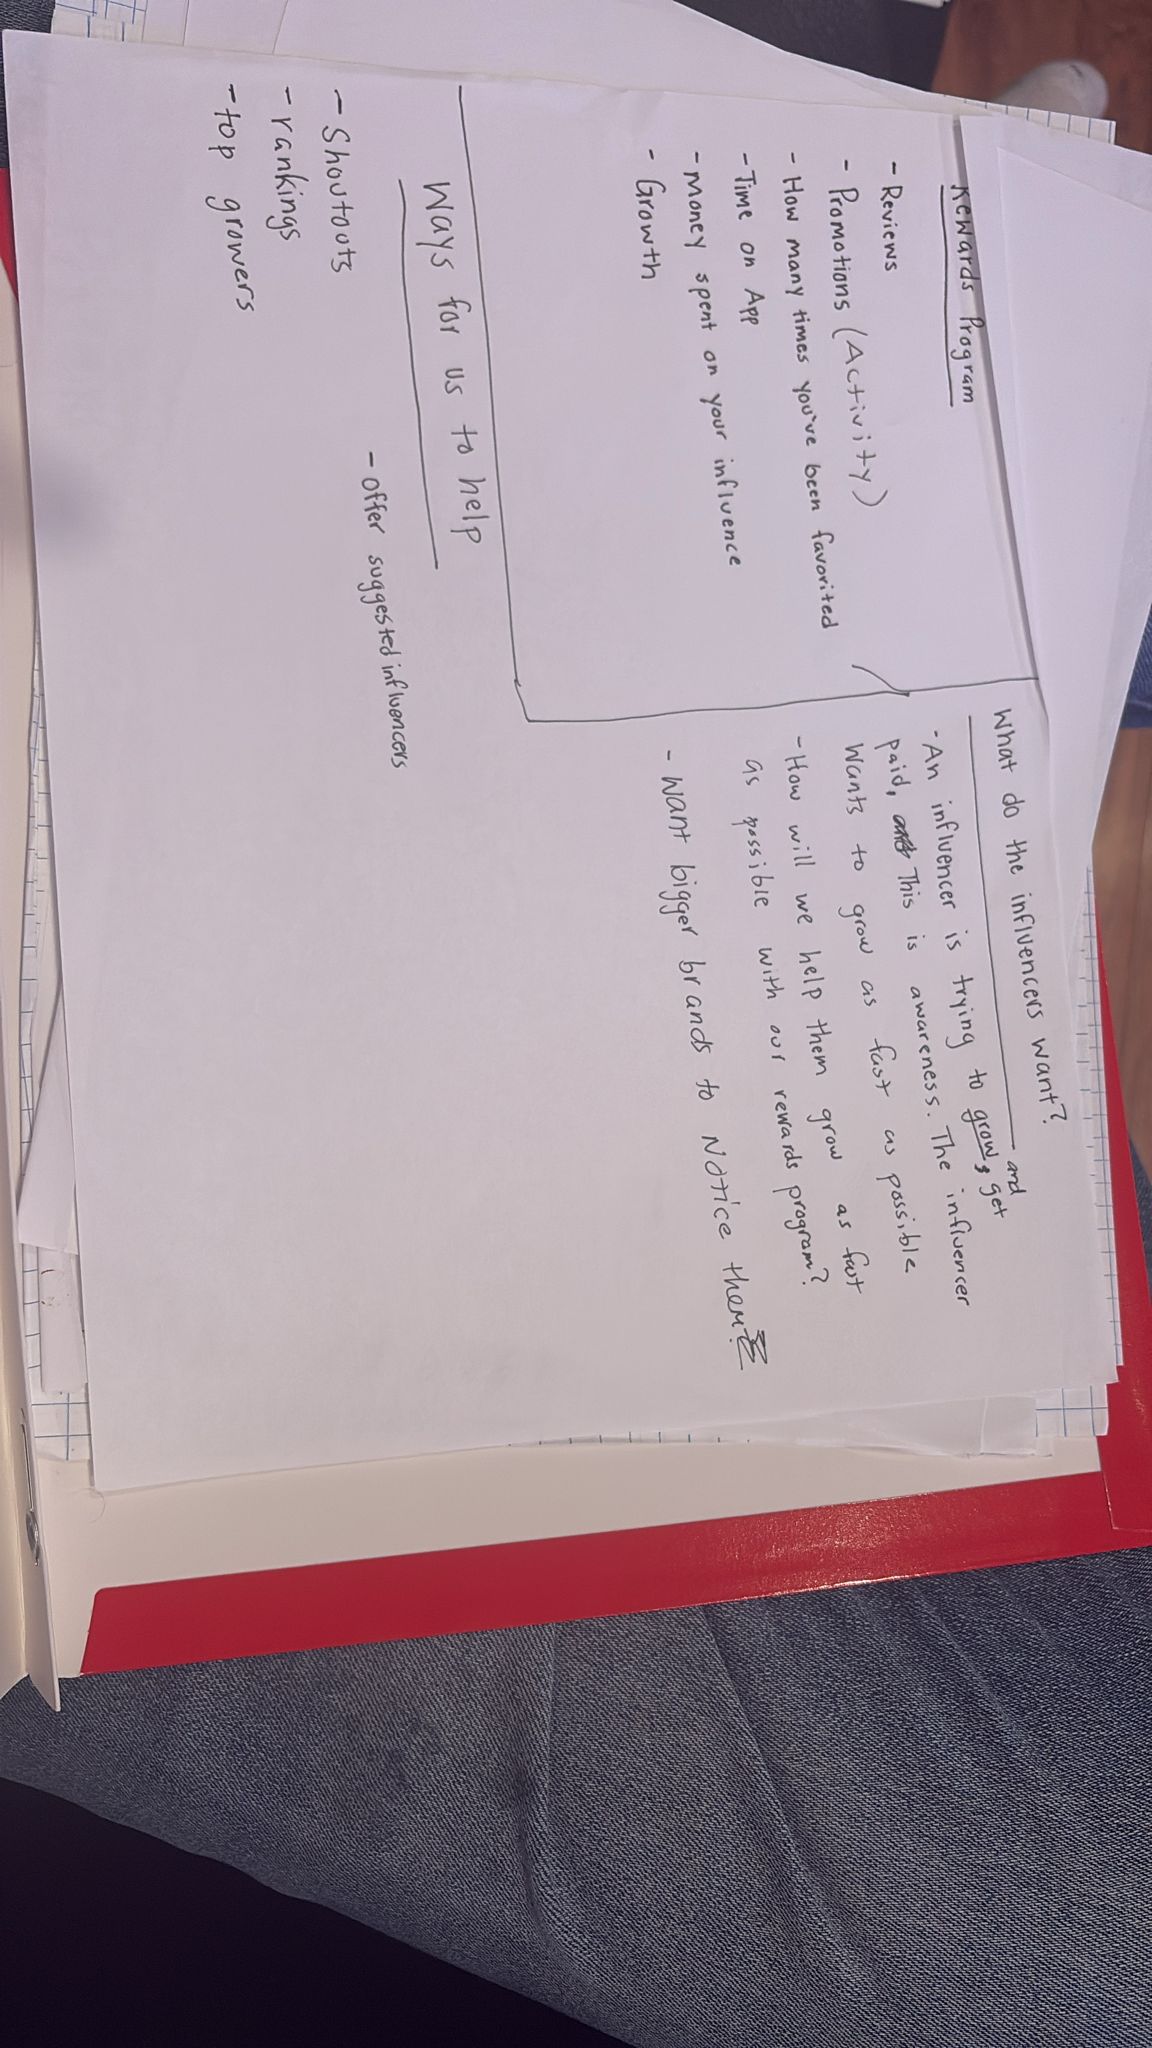 Rewards Program
- Reviews
- Promotions (Activity)
- How many times you've been favorited
- Time on App
- money spent on your influence
- Growth
What do the influencers want?
- An influencer is trying to grow, and get
paid, This is awareness. The influencer
wants to grow as fast as possible
- How will we help them grow as fast
as possible with our rewards program?
- want bigger brands to Notice them
Ways for us to help
- Shoutouts
- rankings
- top growers
- offer suggested influencers